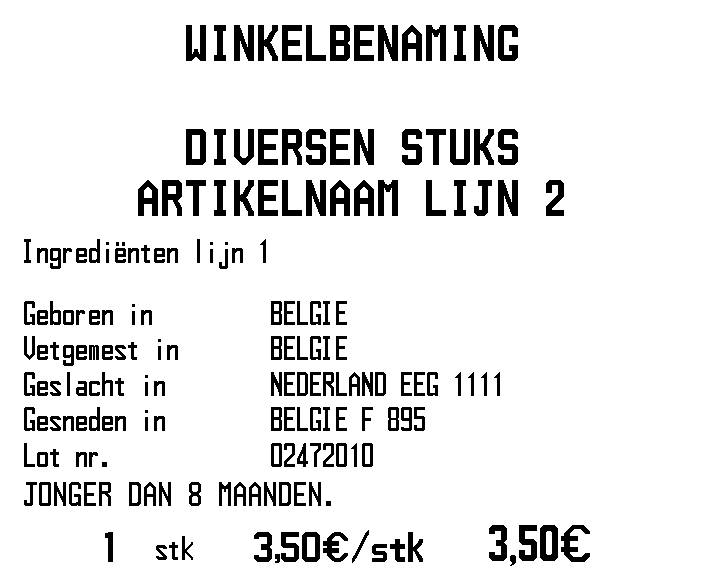 WINKELBENAMING
DIVERSEN STUKS
ARTIKELNAAM LIJN 2
Ingrediënten lijn 1
Geboren in BELGIE
Vetgemest in BELGIE
Geslacht in NEDERLAND EEG 1111
Gesneden in BELGIE F 895
Lot nr. 02472010
JONGER DAN 8 MAANDEN.
1 stk 3,50€/stk 3,50€